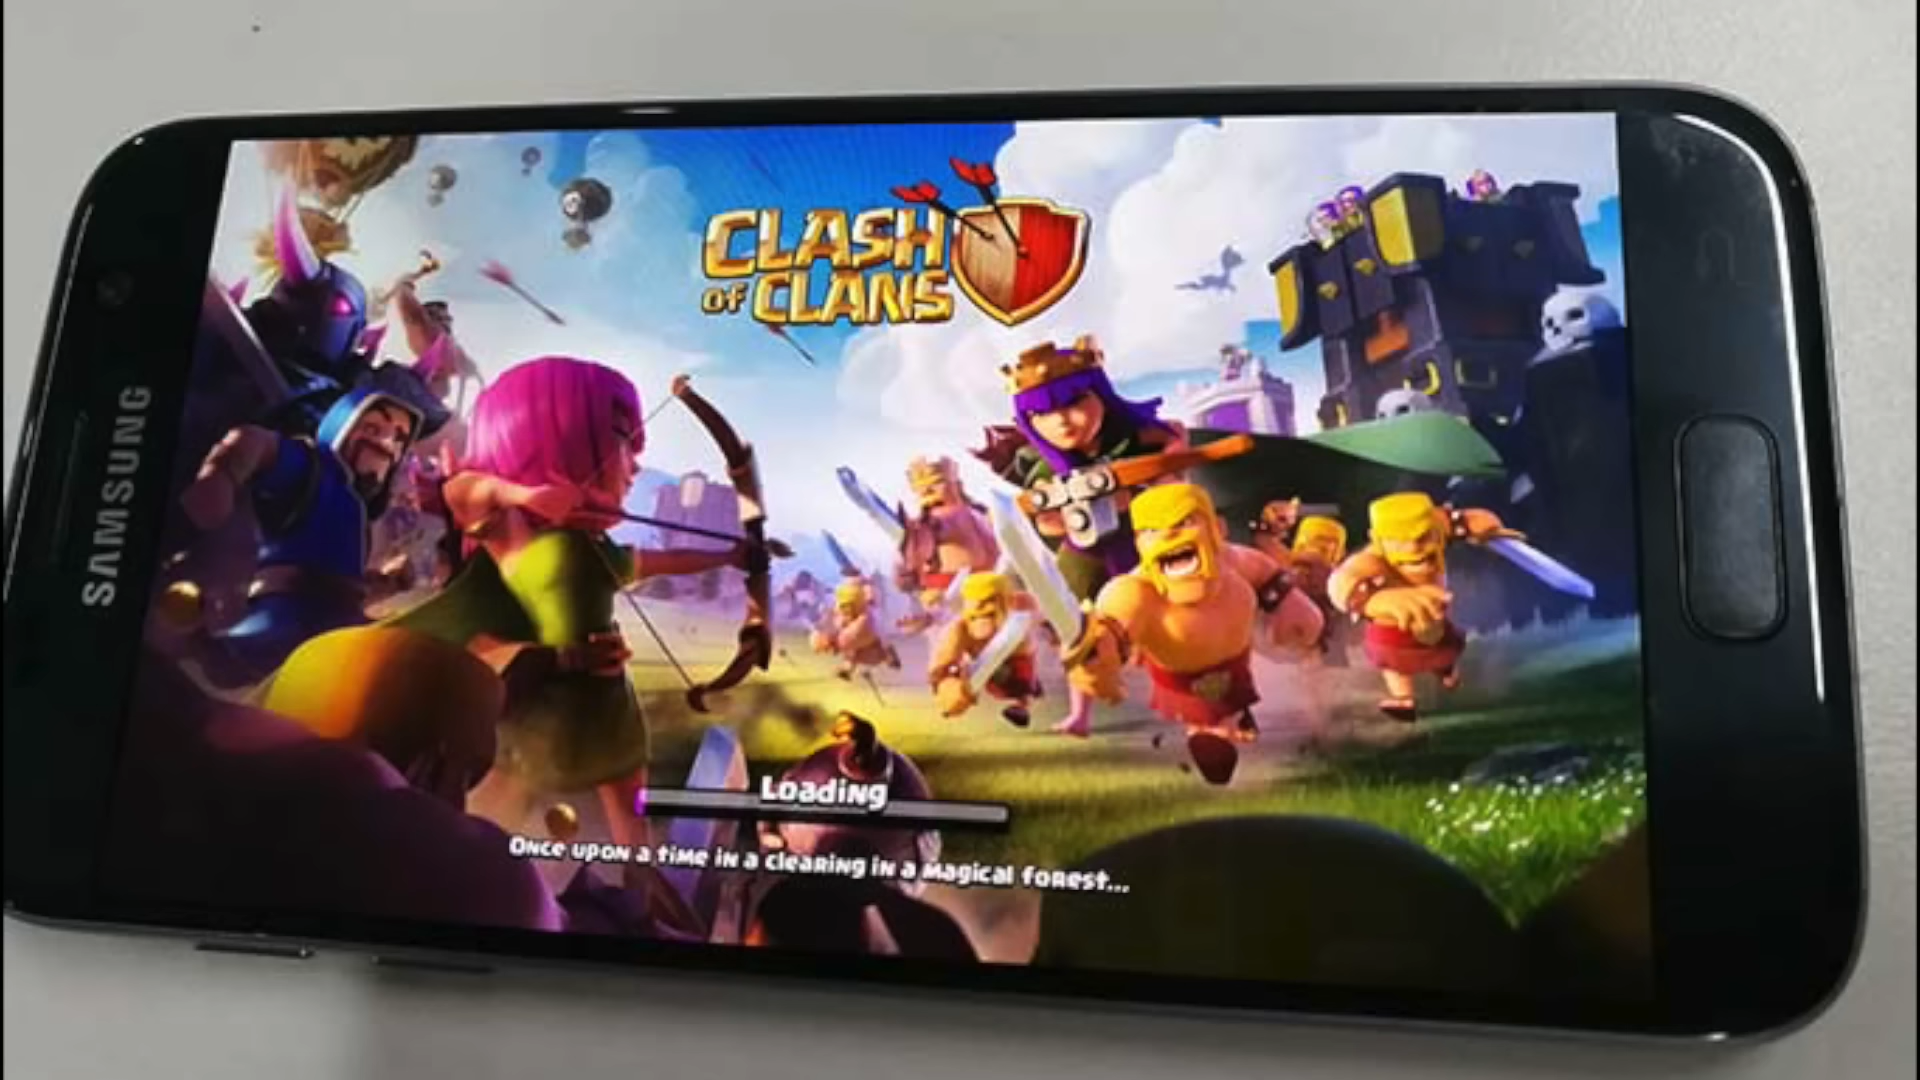 SAMSUNG
CLASH
of CLANS
Loading
Once upon a time in a clearing in a magical forest...